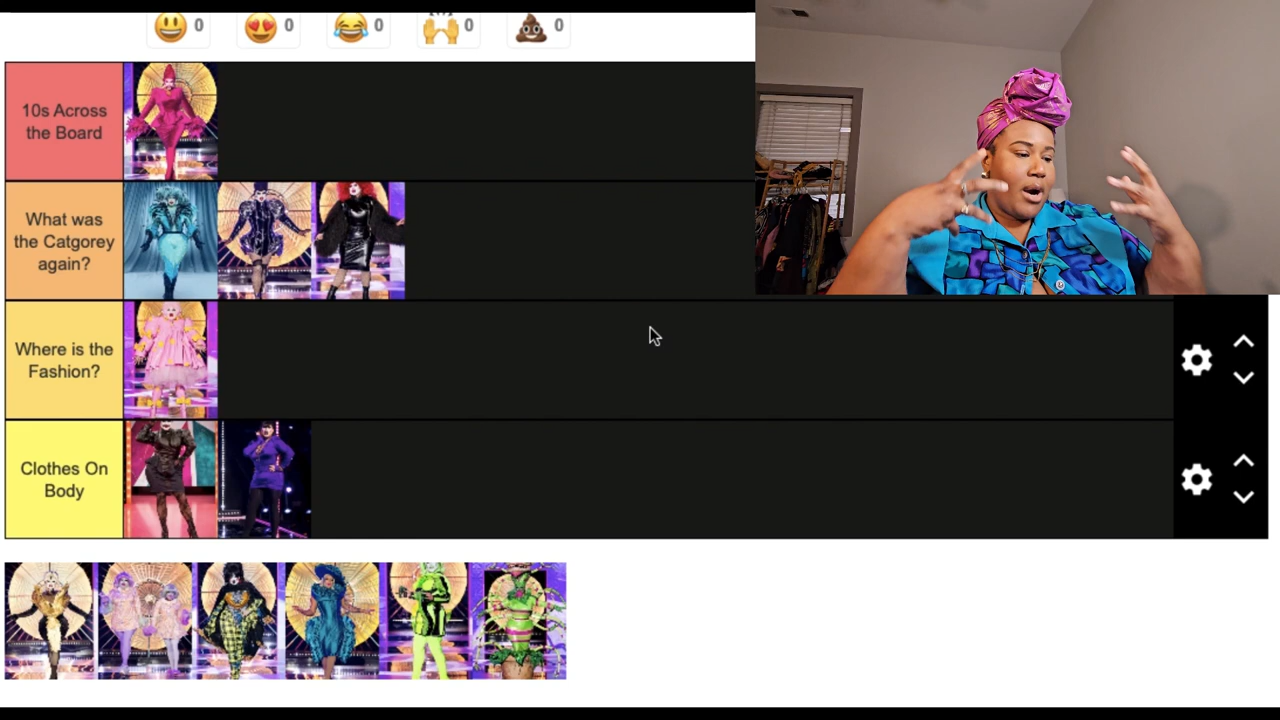 0 0 0 0 0
10s Across
the Board
What was
the Catgorey
again?
Where is the
Fashion?
Clothes On
Body